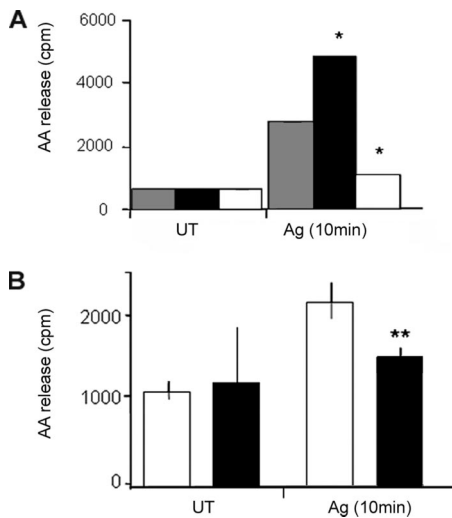 A
AA release (cpm)
6000
4000
2000
0
*
*
UT
Ag (10min)
B
AA release (cpm)
2000
1000
0
**
UT
Ag (10min)